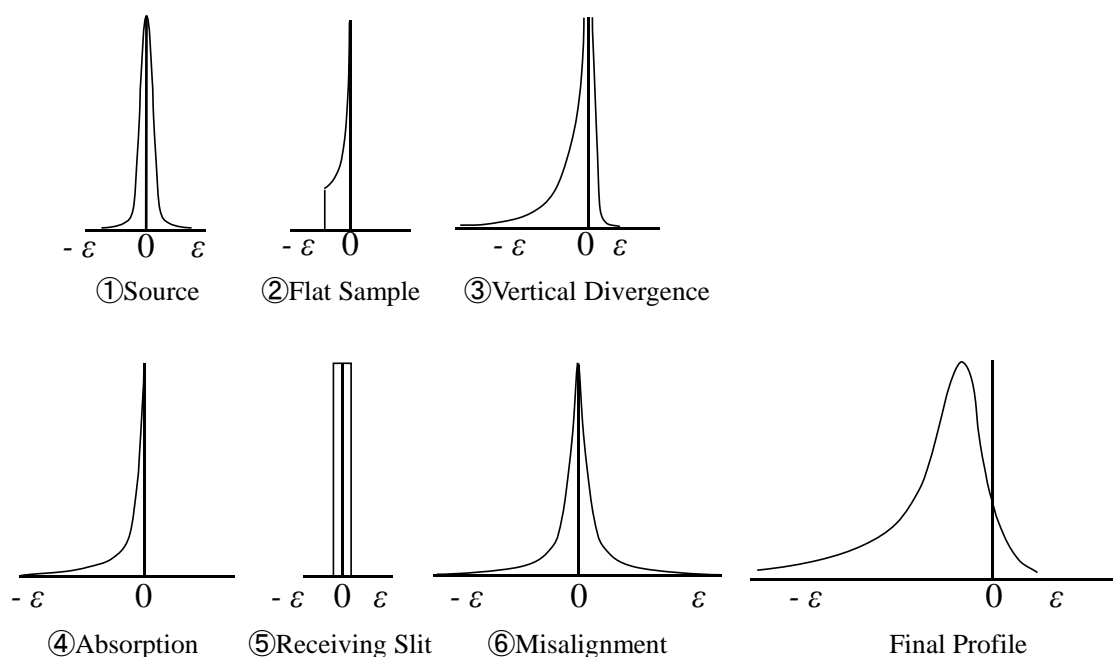 - ε 0 ε - ε 0 - ε 0 ε
①Source ②Flat Sample ③Vertical Divergence
- ε 0 - ε 0 ε - ε 0 ε - ε 0 ε
④Absorption ⑤Receiving Slit ⑥Misalignment Final Profile